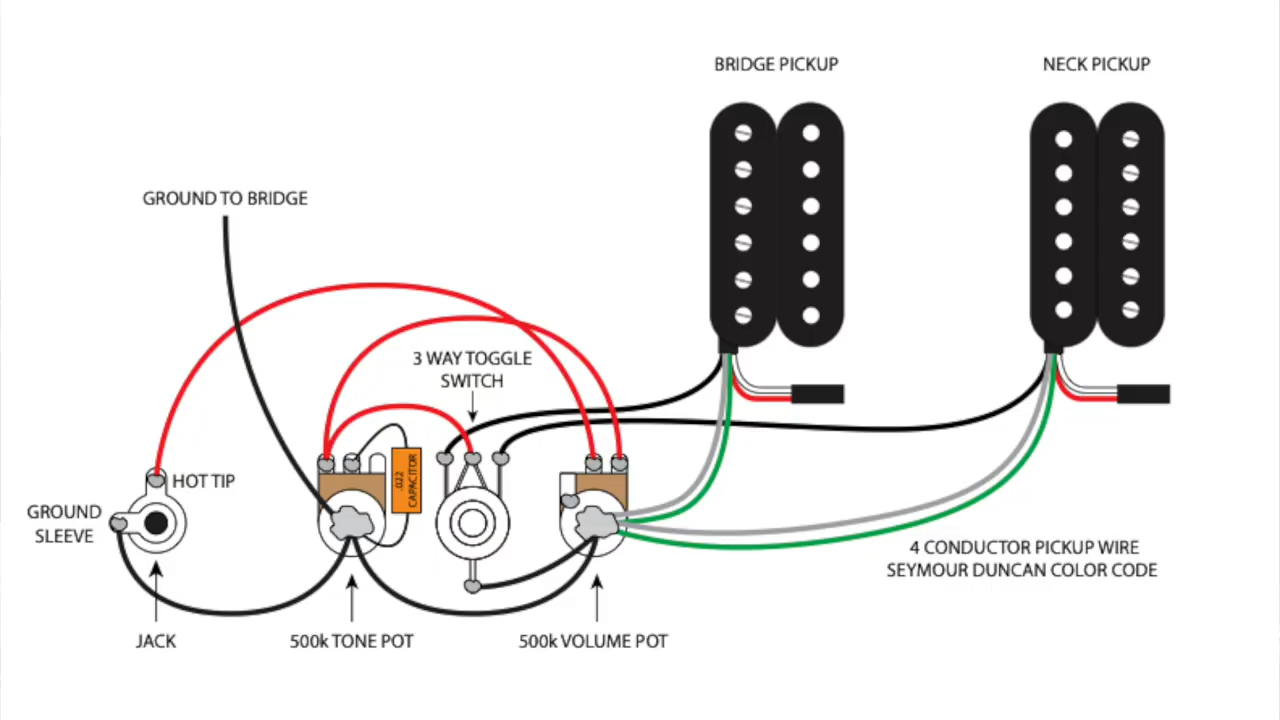 BRIDGE PICKUP
NECK PICKUP
GROUND TO BRIDGE
3 WAY TOGGLE
SWITCH
HOT TIP
.022
CAPACITOR
GROUND
SLEEVE
4 CONDUCTOR PICKUP WIRE
SEYMOUR DUNCAN COLOR CODE
JACK
500k TONE POT
500k VOLUME POT